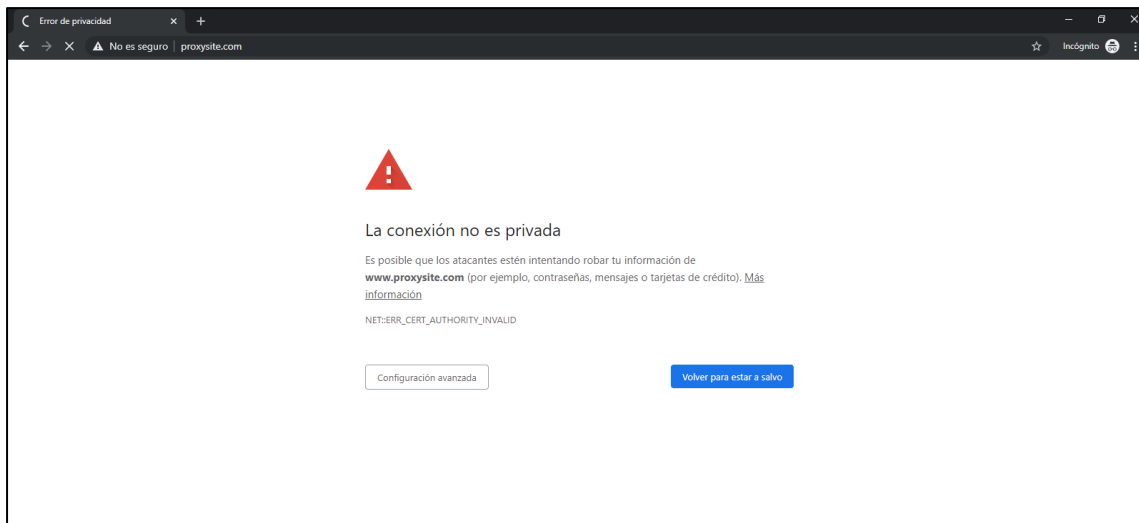 Error de privacidad
No es seguro | proxysite.com
Incógnito
La conexión no es privada
Es posible que los atacantes estén intentando robar tu información de
www.proxysite.com (por ejemplo, contraseñas, mensajes o tarjetas de crédito). Más
información
NET::ERR_CERT_AUTHORITY_INVALID
Configuración avanzada
Volver para estar a salvo